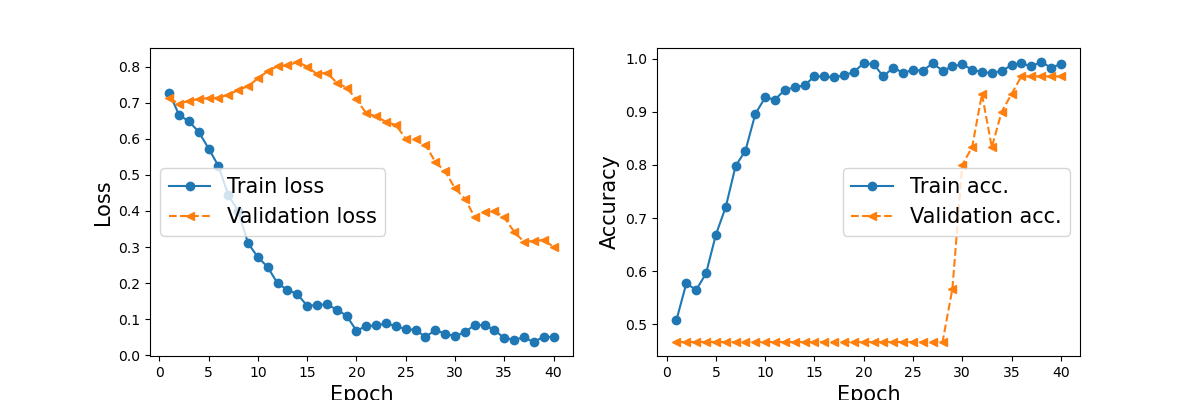 0.8
0.7
0.6
0.5
0.4
0.3
0.2
0.1
0.0
Loss
Train loss
Validation loss
0 5 10 15 20 25 30 35 40
Epoch
1.0
0.9
0.8
0.7
0.6
0.5
Accuracy
Train acc.
Validation acc.
0 5 10 15 20 25 30 35 40
Epoch